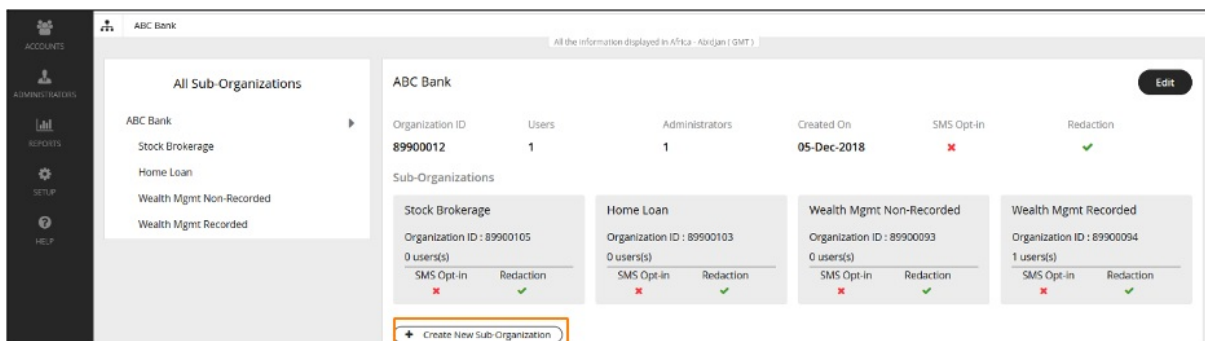 ABC Bank
All the information displayed in Africa - Abidjan ( GMT )
ACCOUNTS
ADMINISTRATORS
REPORTS
SETUP
HELP
All Sub-Organizations
ABC Bank
Stock Brokerage
Home Loan
Wealth Mgmt Non-Recorded
Wealth Mgmt Recorded
ABC Bank
Edit
Organization ID Users Administrators Created On SMS Opt-in Redaction
89900012 1 1 05-Dec-2018
Sub-Organizations
Stock Brokerage
Organization ID : 89900105
0 users(s)
SMS Opt-in Redaction
Home Loan
Organization ID : 89900103
0 users(s)
SMS Opt-in Redaction
Wealth Mgmt Non-Recorded
Organization ID : 89900093
0 users(s)
SMS Opt-in Redaction
Wealth Mgmt Recorded
Organization ID : 89900094
1 users(s)
SMS Opt-in Redaction
+ Create New Sub-Organization